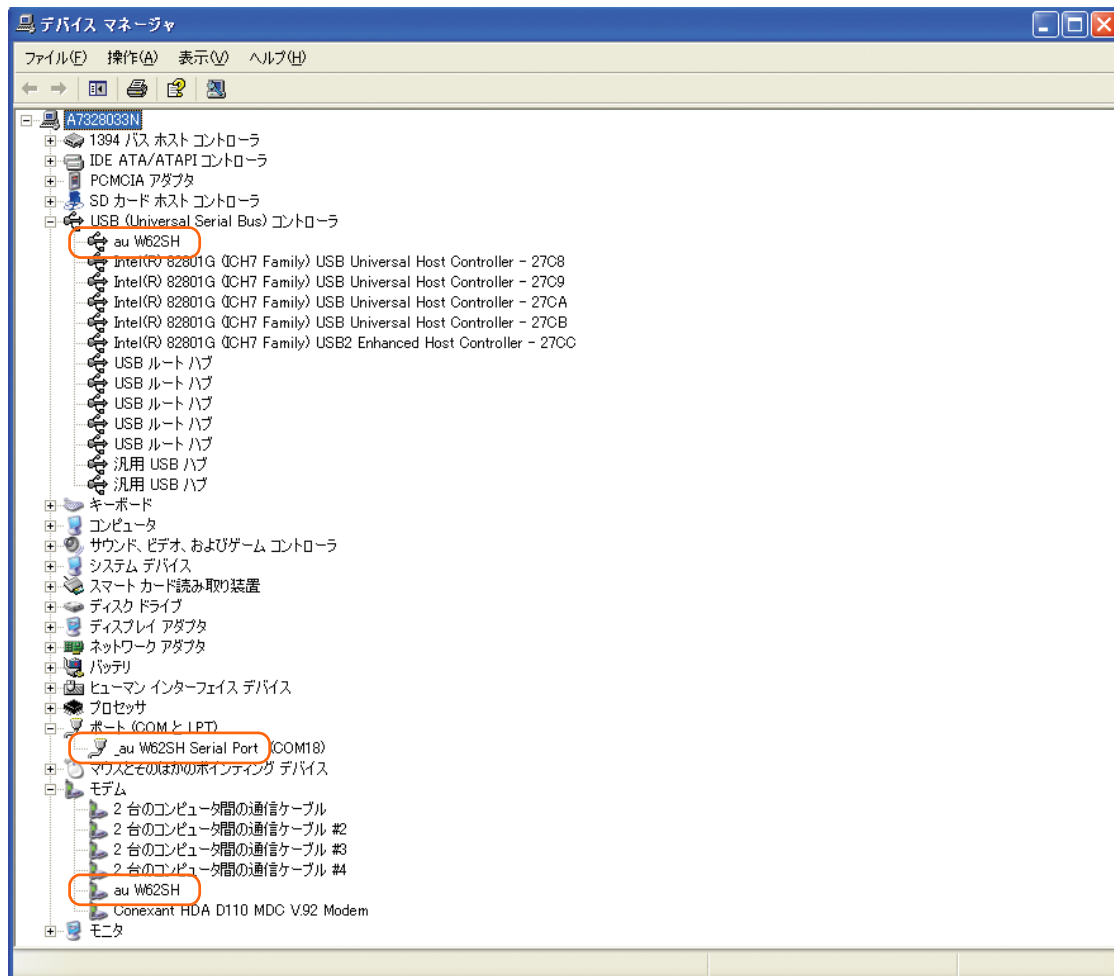 デバイス マネージャ
ファイル(F) 操作(A) 表示(V) ヘルプ(H)
A7328033N
1394 バス ホスト コントローラ
IDE ATA/ATAPI コントローラ
PCMCIA アダプタ
SD カード ホスト コントローラ
USB (Universal Serial Bus) コントローラ
au W62SH
Intel(R) 82801G (ICH7 Family) USB Universal Host Controller - 27C8
Intel(R) 82801G (ICH7 Family) USB Universal Host Controller - 27C9
Intel(R) 82801G (ICH7 Family) USB Universal Host Controller - 27CA
Intel(R) 82801G (ICH7 Family) USB Universal Host Controller - 27CB
Intel(R) 82801G (ICH7 Family) USB2 Enhanced Host Controller - 27CC
USB ルート ハブ
USB ルート ハブ
USB ルート ハブ
USB ルート ハブ
USB ルート ハブ
汎用 USB ハブ
汎用 USB ハブ
キーボード
コンピュータ
サウンド、ビデオ、およびゲーム コントローラ
システム デバイス
スマート カード読み取り装置
ディスク ドライブ
ディスプレイ アダプタ
ネットワーク アダプタ
バッテリ
ヒューマン インターフェイス デバイス
プロセッサ
ポート (COM と LPT)
_au W62SH Serial Port (COM18)
マウスとそのほかのポインティング デバイス
モデム
2 台のコンピュータ間の通信ケーブル
2 台のコンピュータ間の通信ケーブル #2
2 台のコンピュータ間の通信ケーブル #3
2 台のコンピュータ間の通信ケーブル #4
au W62SH
Conexant HDA D110 MDC V.92 Modem
モニタ